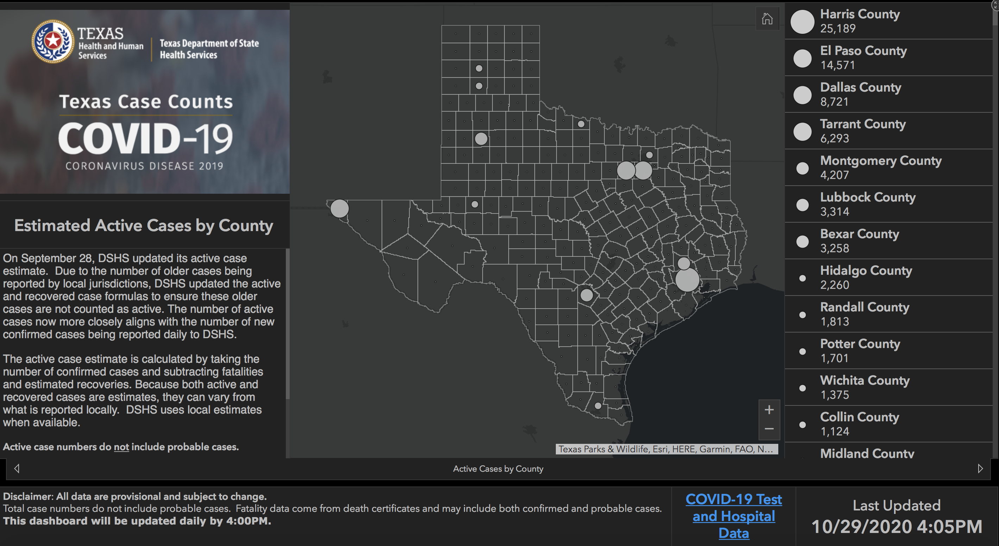 TEXAS
Health and Human
Services
Texas Department of State
Health Services
Texas Case Counts
COVID-19
CORONAVIRUS DISEASE 2019
Estimated Active Cases by County
On September 28, DSHS updated its active case
estimate.  Due to the number of older cases being
reported by local jurisdictions, DSHS updated the active
and recovered case formulas to ensure these older
cases are not counted as active. The number of active
cases now more closely aligns with the number of new
confirmed cases being reported daily to DSHS.
The active case estimate is calculated by taking the
number of confirmed cases and subtracting fatalities
and estimated recoveries. Because both active and
recovered cases are estimates, they can vary from
what is reported locally.  DSHS uses local estimates
when available.
Active case numbers do not include probable cases.
Texas Parks & Wildlife, Esri, HERE, Garmin, FAO, N...
Harris County
25,189
El Paso County
14,571
Dallas County
8,721
Tarrant County
6,293
Montgomery County
4,207
Lubbock County
3,314
Bexar County
3,258
Hidalgo County
2,260
Randall County
1,813
Potter County
1,701
Wichita County
1,375
Collin County
1,124
Midland County
Active Cases by County
Disclaimer: All data are provisional and subject to change.
Total case numbers do not include probable cases.  Fatality data come from death certificates and may include both confirmed and probable cases.
This dashboard will be updated daily by 4:00PM.
COVID-19 Test
and Hospital
Data
Last Updated
10/29/2020 4:05PM